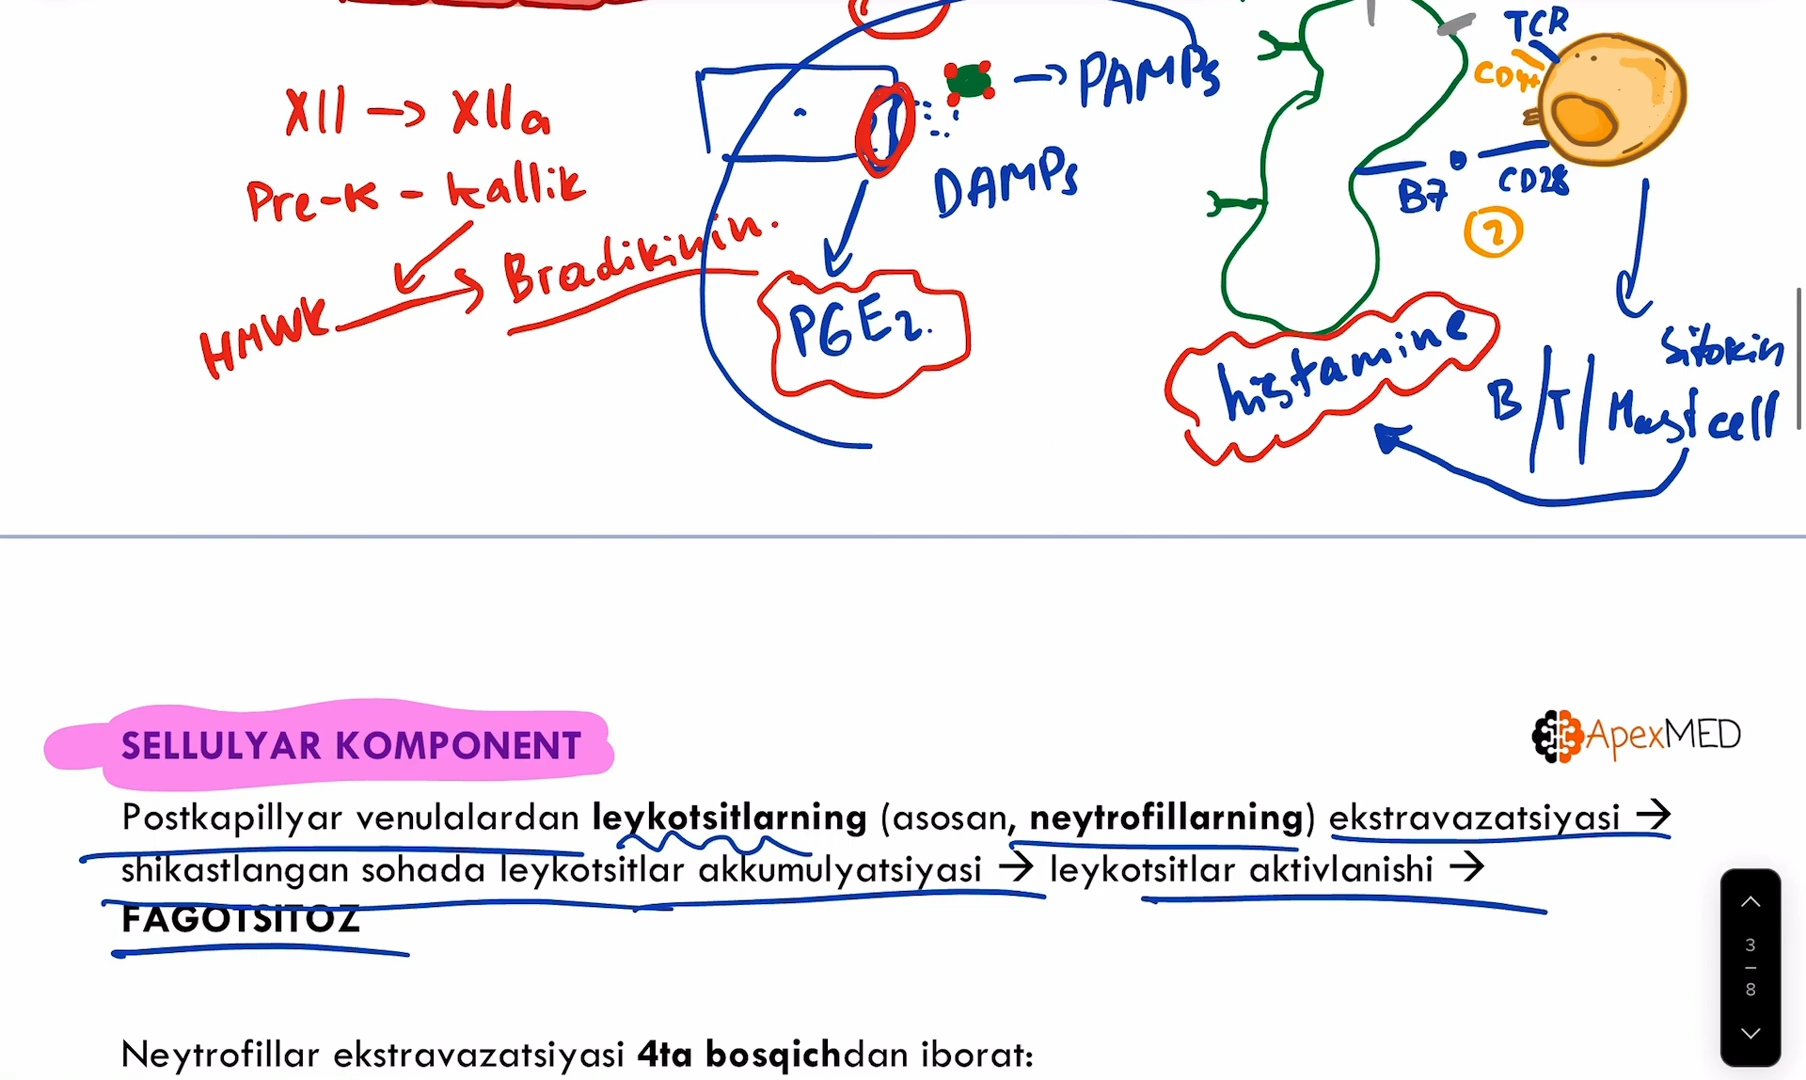 XII → XIIa
Pre-K - kallik
HMWK → Bradikinin.
→ PAMPs
DAMPs
PGE2.
TCR
CD4+
B7 CD28
2
histamine
Sitokin
B/T/ Mast cell
SELLULYAR KOMPONENT
ApexMED
Postkapillyar venulalardan leykotsitlarning (asosan, neytrofillarning) ekstravazatsiyasi →
shikastlangan sohada leykotsitlar akkumulyatsiyasi → leykotsitlar aktivlanishi →
FAGOTSITOZ
Neytrofillar ekstravazatsiyasi 4ta bosqichdan iborat:
3
8